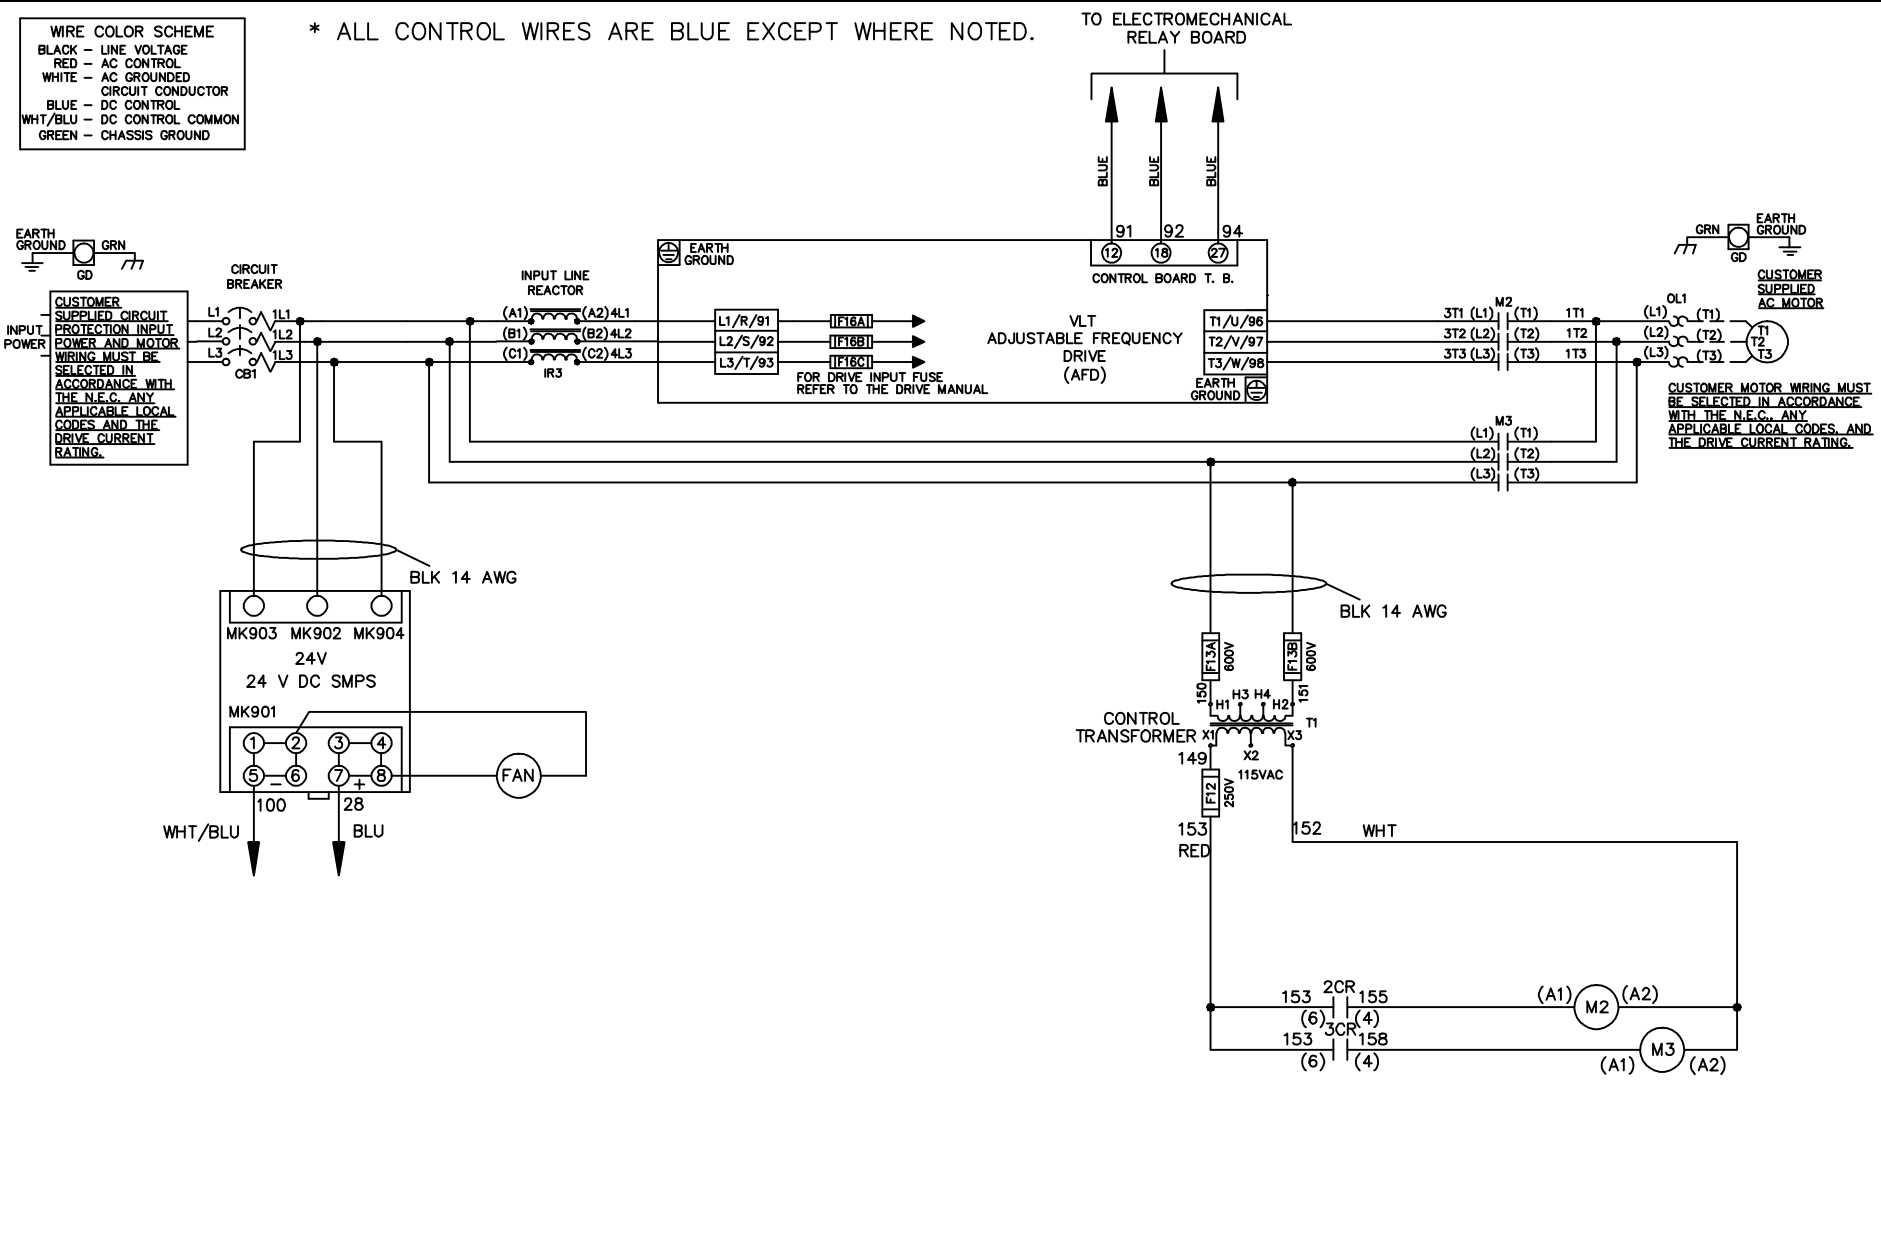 WIRE COLOR SCHEME
BLACK – LINE VOLTAGE
RED – AC CONTROL
WHITE – AC GROUNDED
CIRCUIT CONDUCTOR
BLUE – DC CONTROL
WHT/BLU – DC CONTROL COMMON
GREEN – CHASSIS GROUND
* ALL CONTROL WIRES ARE BLUE EXCEPT WHERE NOTED.
TO ELECTROMECHANICAL
RELAY BOARD
BLUE
BLUE
BLUE
91 92 94
12 18 27
CONTROL BOARD T. B.
EARTH
GROUND
GRN
GD
INPUT
POWER
CUSTOMER
SUPPLIED CIRCUIT
PROTECTION INPUT
POWER AND MOTOR
WIRING MUST BE
SELECTED IN
ACCORDANCE WITH
THE N.E.C. ANY
APPLICABLE LOCAL
CODES AND THE
DRIVE CURRENT
RATING.
CIRCUIT
BREAKER
L1 1L1
L2 1L2
L3 1L3
CB1
INPUT LINE
REACTOR
(A1) (A2) 4L1
(B1) (B2) 4L2
(C1) (C2) 4L3
IR3
EARTH
GROUND
L1/R/91
L2/S/92
L3/T/93
F16A
F16B
F16C
FOR DRIVE INPUT FUSE
REFER TO THE DRIVE MANUAL
VLT
ADJUSTABLE FREQUENCY
DRIVE
(AFD)
T1/U/96
T2/V/97
T3/W/98
EARTH
GROUND
M2
3T1 (L1) (T1) 1T1
3T2 (L2) (T2) 1T2
3T3 (L3) (T3) 1T3
M3
(L1) (T1)
(L2) (T2)
(L3) (T3)
OL1
(L1) (T1)
(L2) (T2)
(L3) (T3)
T1
T2
T3
GRN
GD
EARTH
GROUND
CUSTOMER
SUPPLIED
AC MOTOR
CUSTOMER MOTOR WIRING MUST
BE SELECTED IN ACCORDANCE
WITH THE N.E.C., ANY
APPLICABLE LOCAL CODES, AND
THE DRIVE CURRENT RATING.
BLK 14 AWG
MK903 MK902 MK904
24V
24 V DC SMPS
MK901
1 2 3 4
5 – 6 7 + 8
100 28
WHT/BLU BLU
FAN
BLK 14 AWG
F13A 600V
F13B 600V
150 151
H1 H3 H4 H2
CONTROL
TRANSFORMER
T1
X1 X2 X3
149
115VAC
F12 250V
153
RED
152 WHT
2CR
153 155
(6) (4)
(A1) M2 (A2)
3CR
153 158
(6) (4)
(A1) M3 (A2)